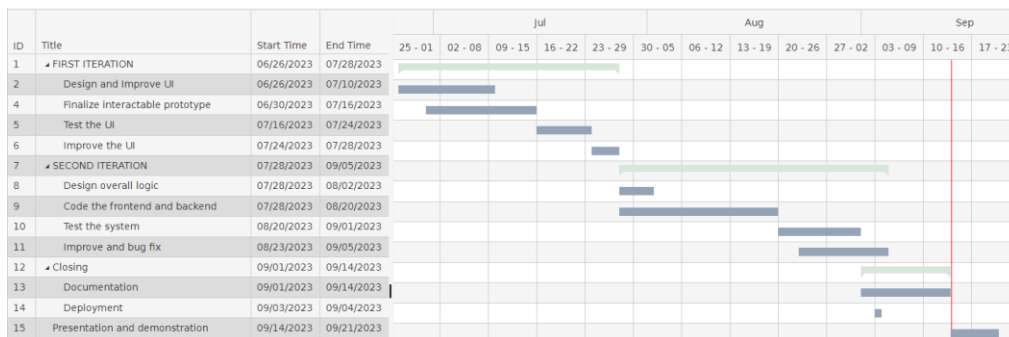 Jul Aug Sep
ID Title Start Time End Time 25 - 01 02 - 08 09 - 15 16 - 22 23 - 29 30 - 05 06 - 12 13 - 19 20 - 26 27 - 02 03 - 09 10 - 16 17 - 23
1 FIRST ITERATION 06/26/2023 07/28/2023
2 Design and Improve UI 06/26/2023 07/10/2023
4 Finalize interactable prototype 06/30/2023 07/16/2023
5 Test the UI 07/16/2023 07/24/2023
6 Improve the UI 07/24/2023 07/28/2023
7 SECOND ITERATION 07/28/2023 09/05/2023
8 Design overall logic 07/28/2023 08/02/2023
9 Code the frontend and backend 07/28/2023 08/20/2023
10 Test the system 08/20/2023 09/01/2023
11 Improve and bug fix 08/23/2023 09/05/2023
12 Closing 09/01/2023 09/14/2023
13 Documentation 09/01/2023 09/14/2023
14 Deployment 09/03/2023 09/04/2023
15 Presentation and demonstration 09/14/2023 09/21/2023